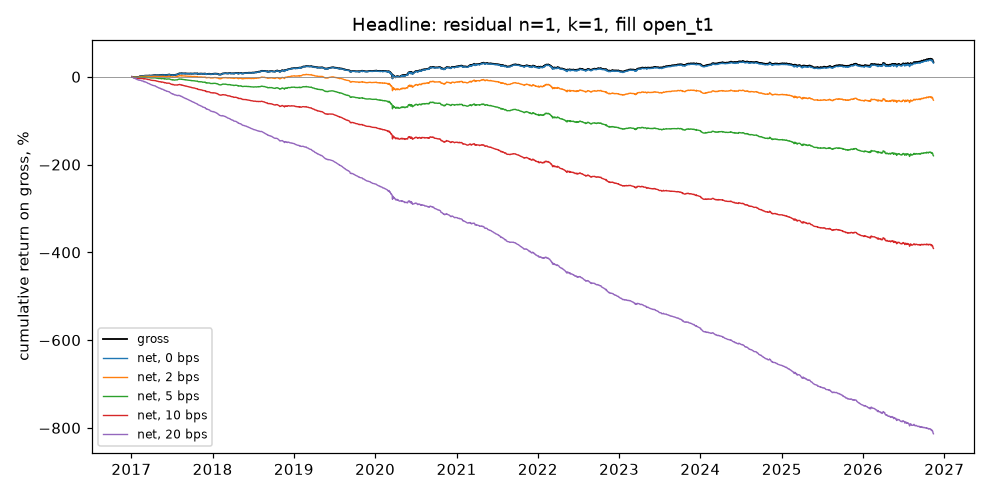 Headline: residual n=1, k=1, fill open_t1
cumulative return on gross, %
0
−200
−400
−600
−800
gross
net, 0 bps
net, 2 bps
net, 5 bps
net, 10 bps
net, 20 bps
2017 2018 2019 2020 2021 2022 2023 2024 2025 2026 2027